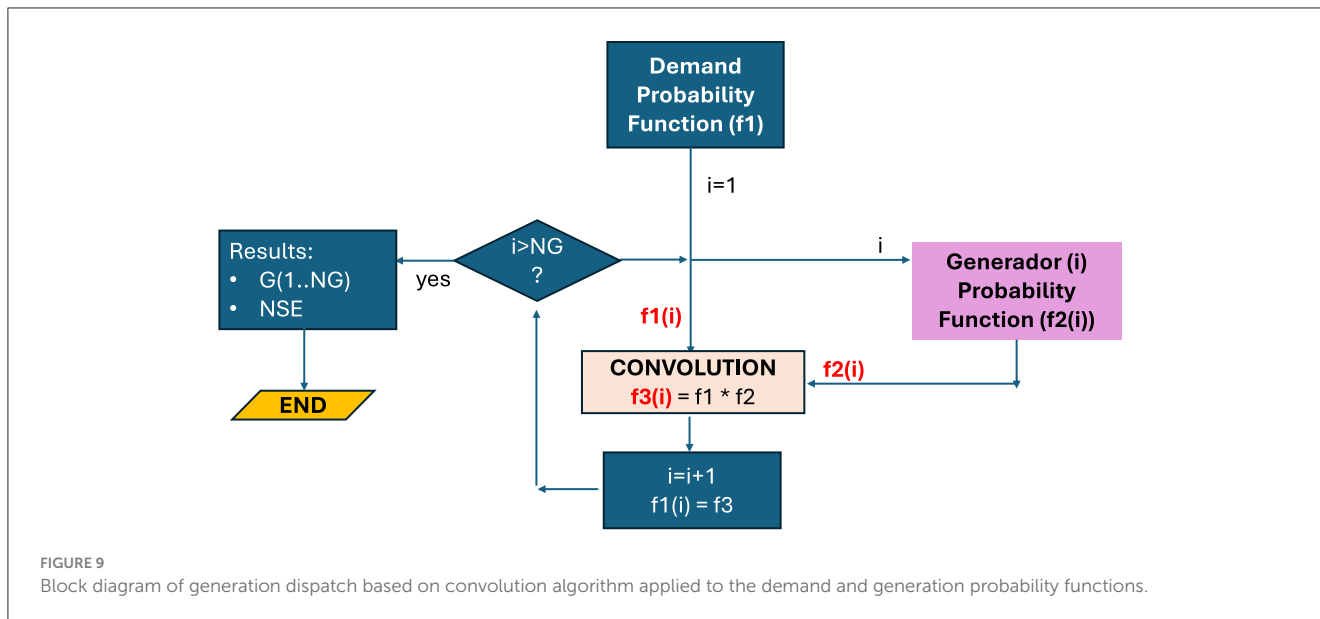 Demand
Probability
Function (f1)
i=1
i>NG
?
yes
Results:
• G(1..NG)
• NSE
END
i
Generador (i)
Probability
Function (f2(i))
f1(i)
f2(i)
CONVOLUTION
f3(i) = f1 * f2
i=i+1
f1(i) = f3
FIGURE 9
Block diagram of generation dispatch based on convolution algorithm applied to the demand and generation probability functions.